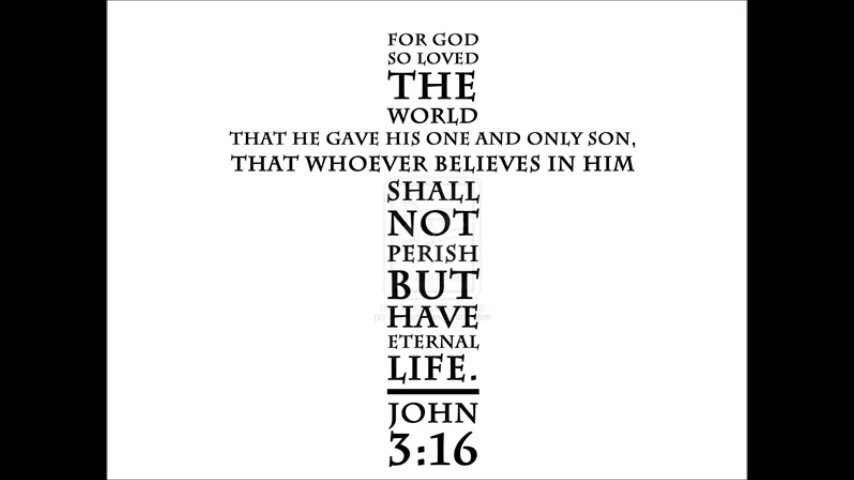 FOR GOD
SO LOVED
THE
WORLD
THAT HE GAVE HIS ONE AND ONLY SON,
THAT WHOEVER BELIEVES IN HIM
SHALL
NOT
PERISH
BUT
HAVE
ETERNAL
LIFE.
JOHN
3:16